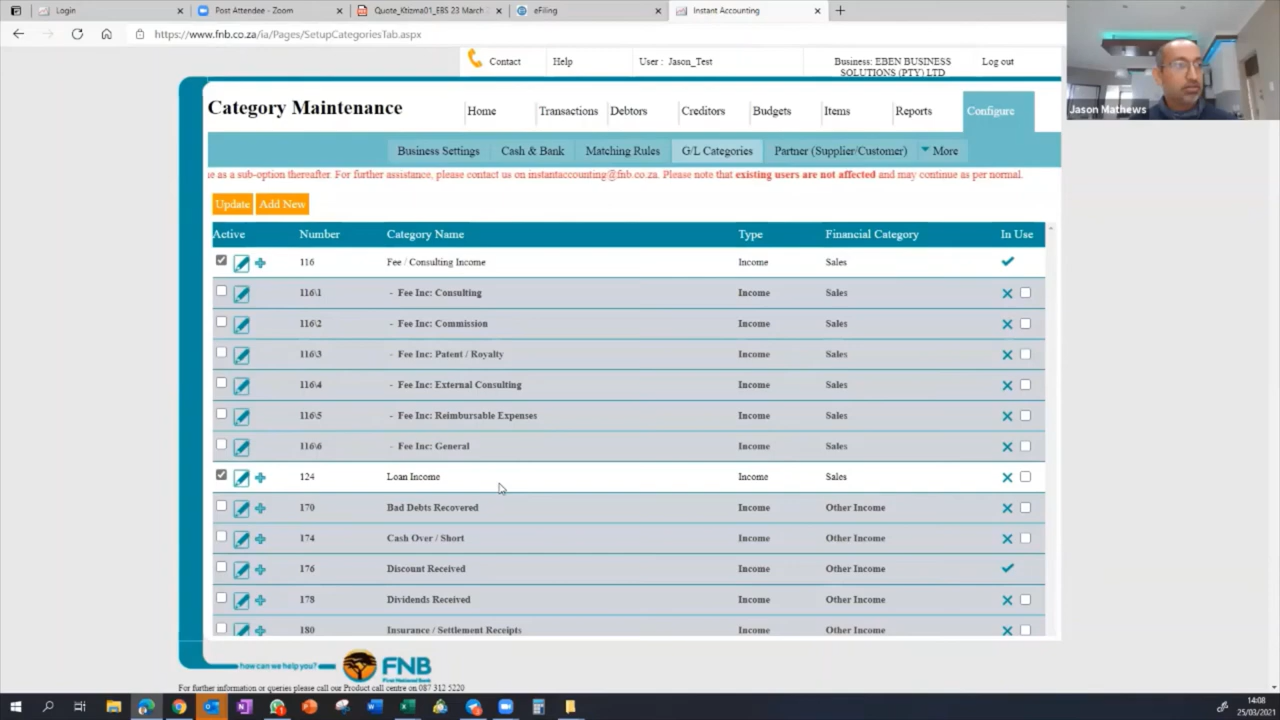 Login
Post Attendee - Zoom
Quote_Ktizma01_EBS 23 March
eFiling
Instant Accounting
https://www.fnb.co.za/ia/Pages/SetupCategoriesTab.aspx
Contact
Help
User : Jason_Test
Business: EBEN BUSINESS
SOLUTIONS (PTY) LTD
Log out
Jason Mathews
Category Maintenance
Home
Transactions
Debtors
Creditors
Budgets
Items
Reports
Configure
Business Settings
Cash & Bank
Matching Rules
G/L Categories
Partner (Supplier/Customer)
More
e as a sub-option thereafter. For further assistance, please contact us on instantaccounting@fnb.co.za. Please note that existing users are not affected and may continue as per normal.
Update Add New
Active Number Category Name Type Financial Category In Use
116 Fee / Consulting Income Income Sales
116\1 - Fee Inc: Consulting Income Sales
116\2 - Fee Inc: Commission Income Sales
116\3 - Fee Inc: Patent / Royalty Income Sales
116\4 - Fee Inc: External Consulting Income Sales
116\5 - Fee Inc: Reimbursable Expenses Income Sales
116\6 - Fee Inc: General Income Sales
124 Loan Income Income Sales
170 Bad Debts Recovered Income Other Income
174 Cash Over / Short Income Other Income
176 Discount Received Income Other Income
178 Dividends Received Income Other Income
180 Insurance / Settlement Receipts Income Other Income
how can we help you?
FNB
First National Bank
For further information or queries please call our Product call centre on 087 312 5220
14:08
25/03/2021